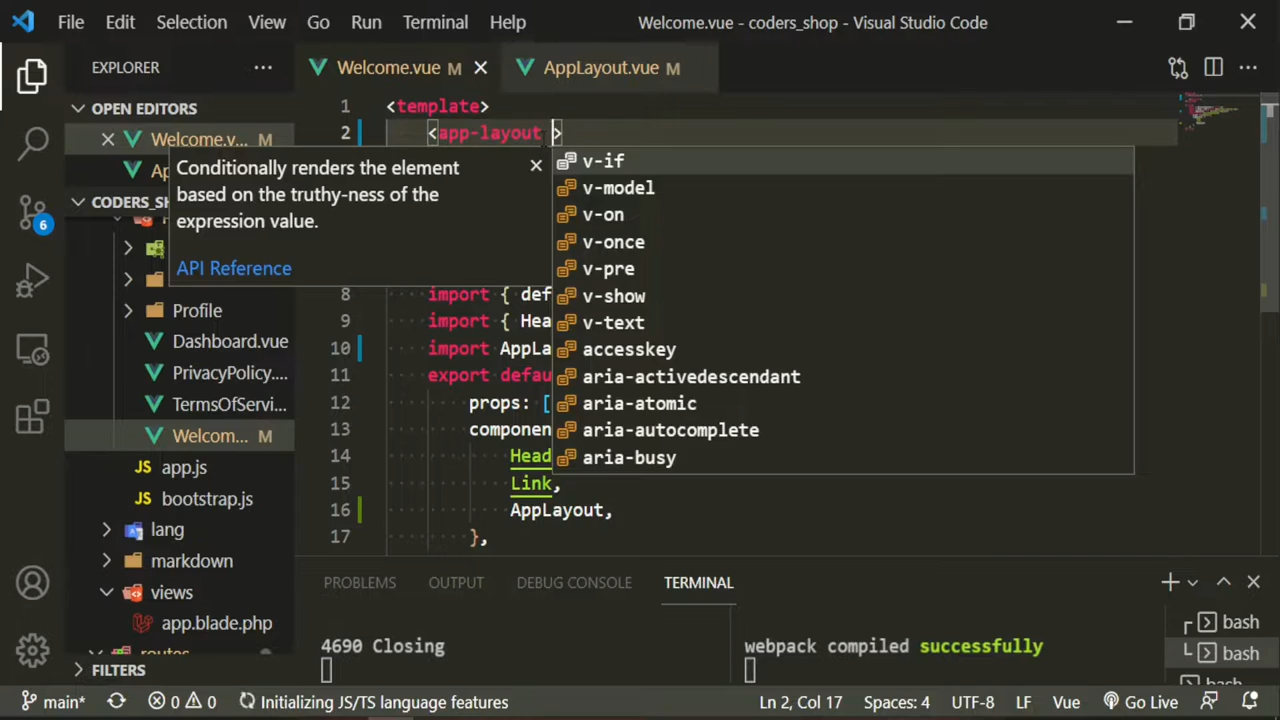 File Edit Selection View Go Run Terminal Help Welcome.vue - coders_shop - Visual Studio Code
EXPLORER
Welcome.vue M
AppLayout.vue M
OPEN EDITORS
Welcome.v... M
Ap
CODERS_SH
Profile
Dashboard.vue
PrivacyPolicy....
TermsOfServi...
Welcom... M
app.js
bootstrap.js
lang
markdown
views
app.blade.php
routes
FILTERS
6
1 <template>
2 <app-layout >
Conditionally renders the element
based on the truthy-ness of the
expression value.
API Reference
v-if
v-model
v-on
v-once
v-pre
v-show
v-text
accesskey
aria-activedescendant
aria-atomic
aria-autocomplete
aria-busy
8 import { def
9 import { Hea
10 import AppLa
11 export defau
12 props: [
13 componen
14 Head
15 Link,
16 AppLayout,
17 },
PROBLEMS OUTPUT DEBUG CONSOLE TERMINAL
4690 Closing
webpack compiled successfully
bash
bash
bash
main* 0 0 Initializing JS/TS language features Ln 2, Col 17 Spaces: 4 UTF-8 LF Vue Go Live